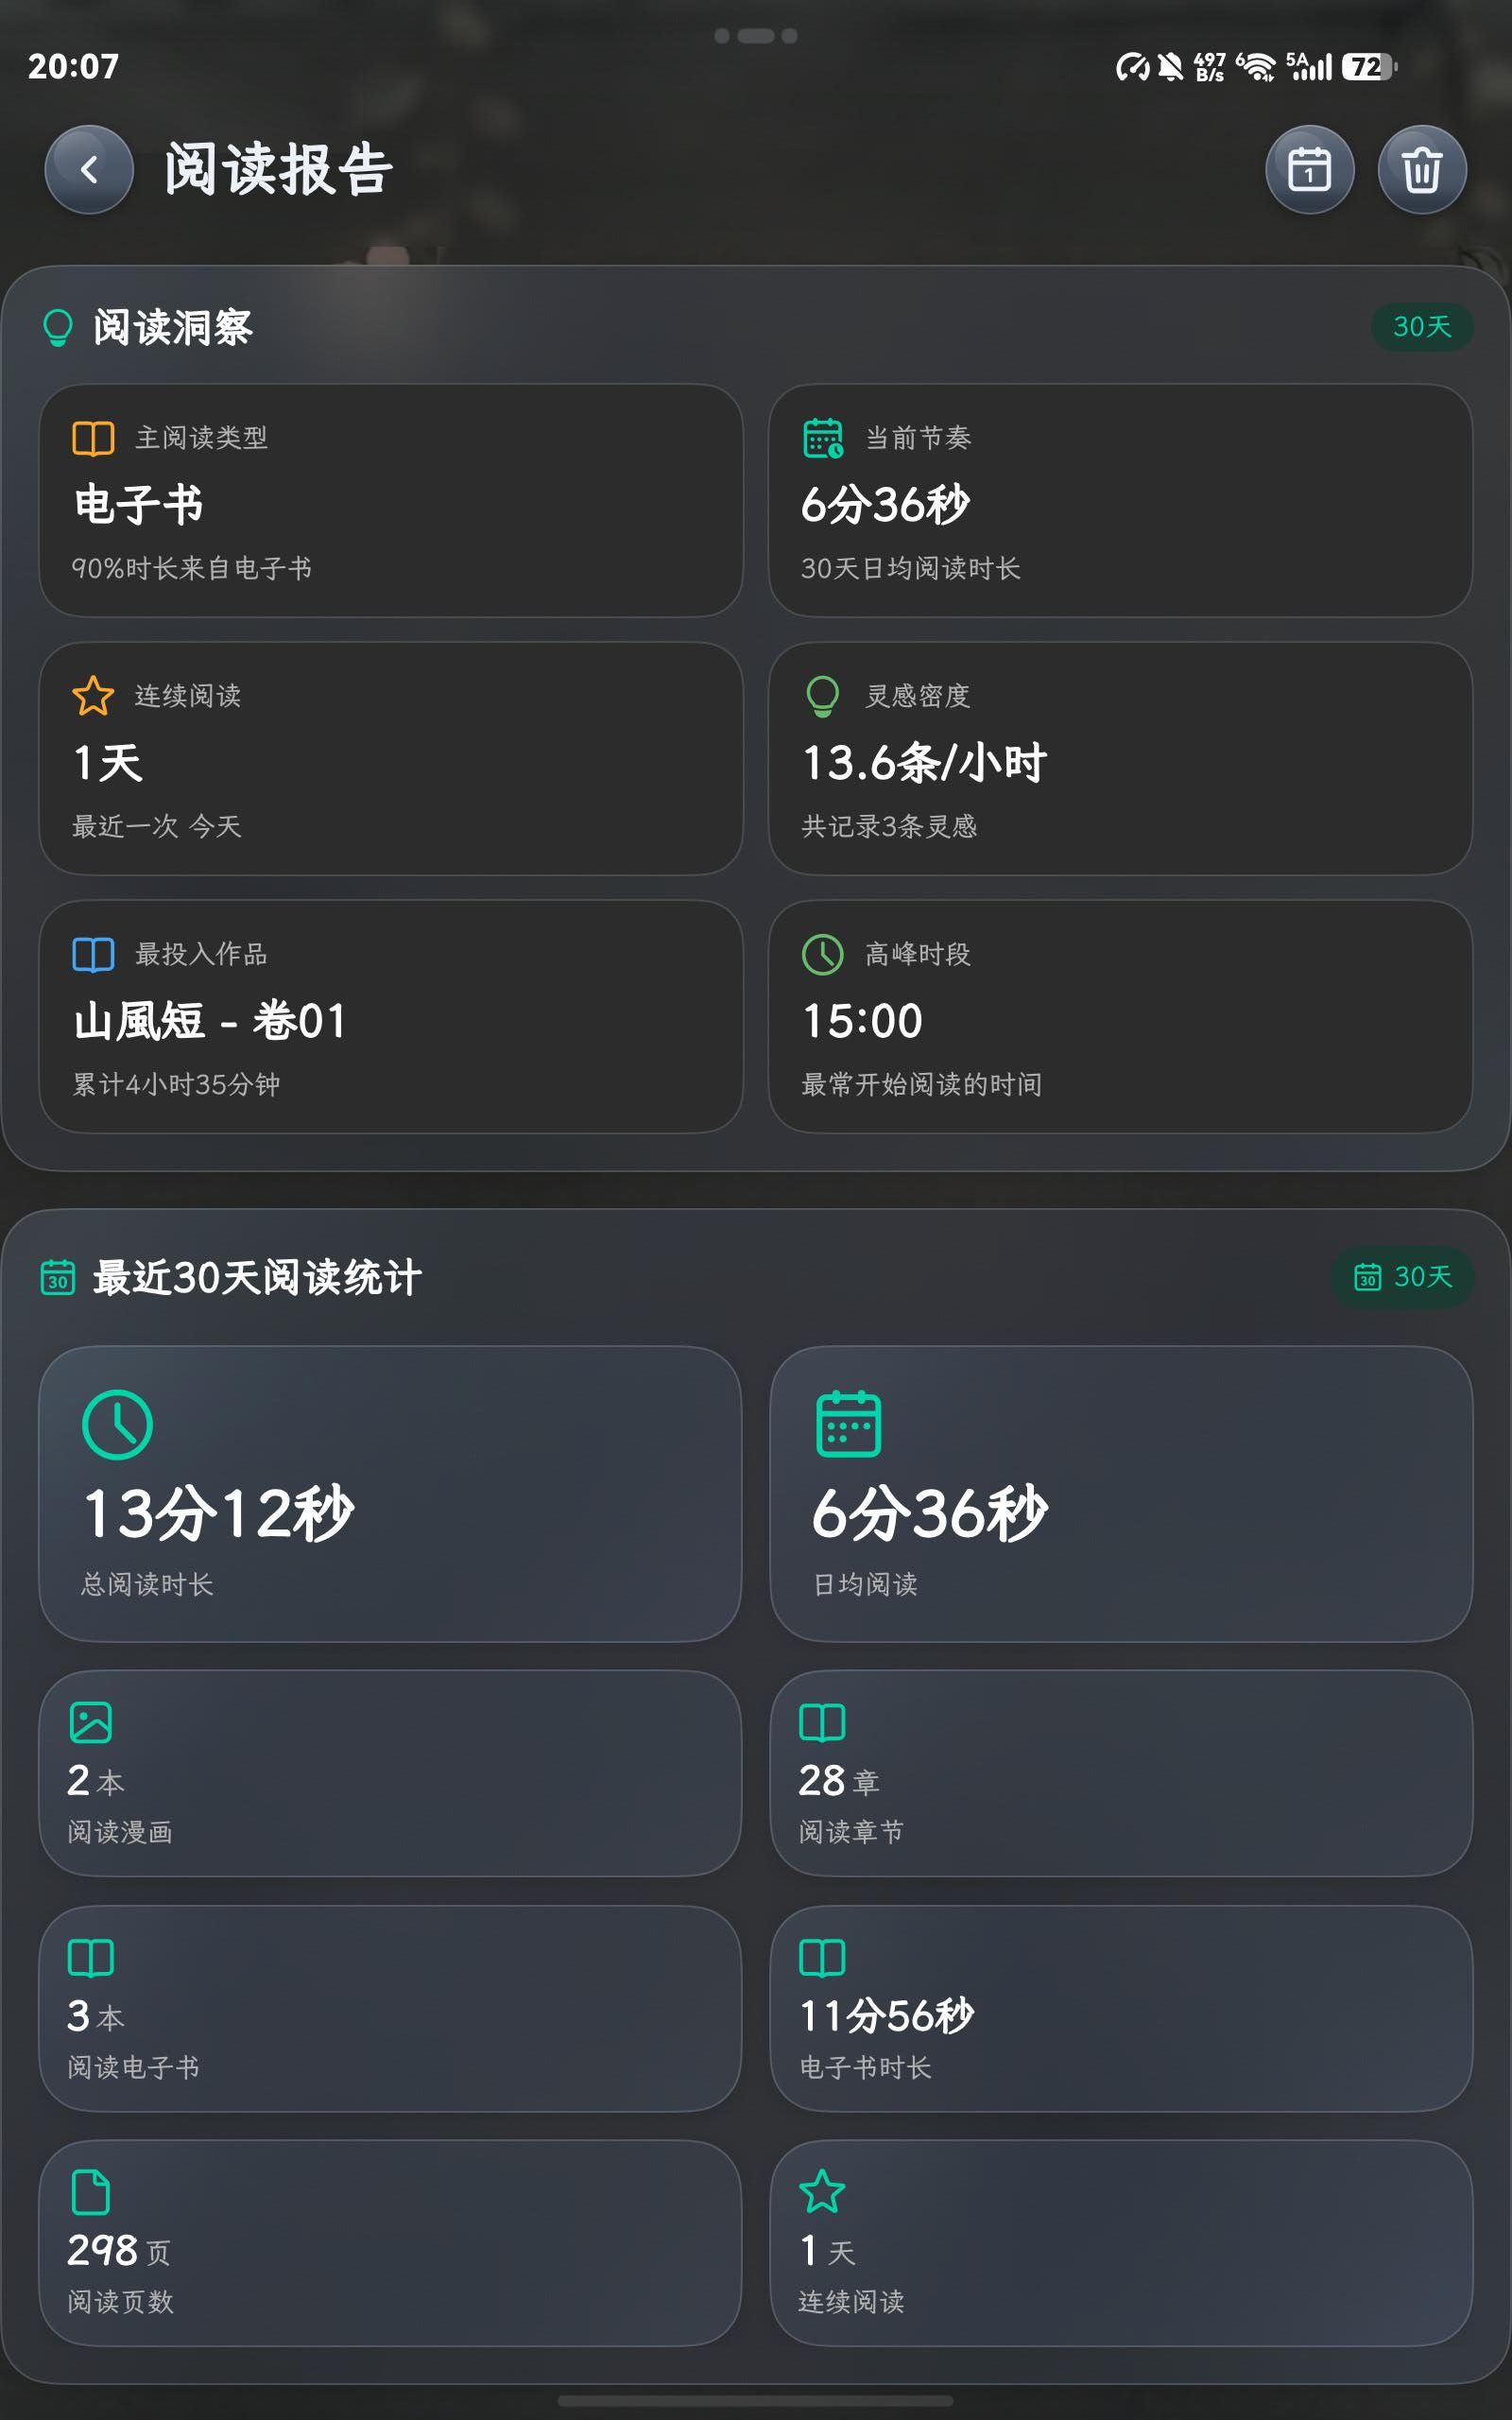 20:07
497 B/s 6 5A 72
阅读报告
1
阅读洞察
30天
主阅读类型
电子书
90%时长来自电子书
当前节奏
6分36秒
30天日均阅读时长
连续阅读
1天
最近一次 今天
灵感密度
13.6条/小时
共记录3条灵感
最投入作品
山風短 - 卷01
累计4小时35分钟
高峰时段
15:00
最常开始阅读的时间
30
最近30天阅读统计
30
30天
13分12秒
总阅读时长
6分36秒
日均阅读
2 本
阅读漫画
28 章
阅读章节
3 本
阅读电子书
11分56秒
电子书时长
298 页
阅读页数
1 天
连续阅读